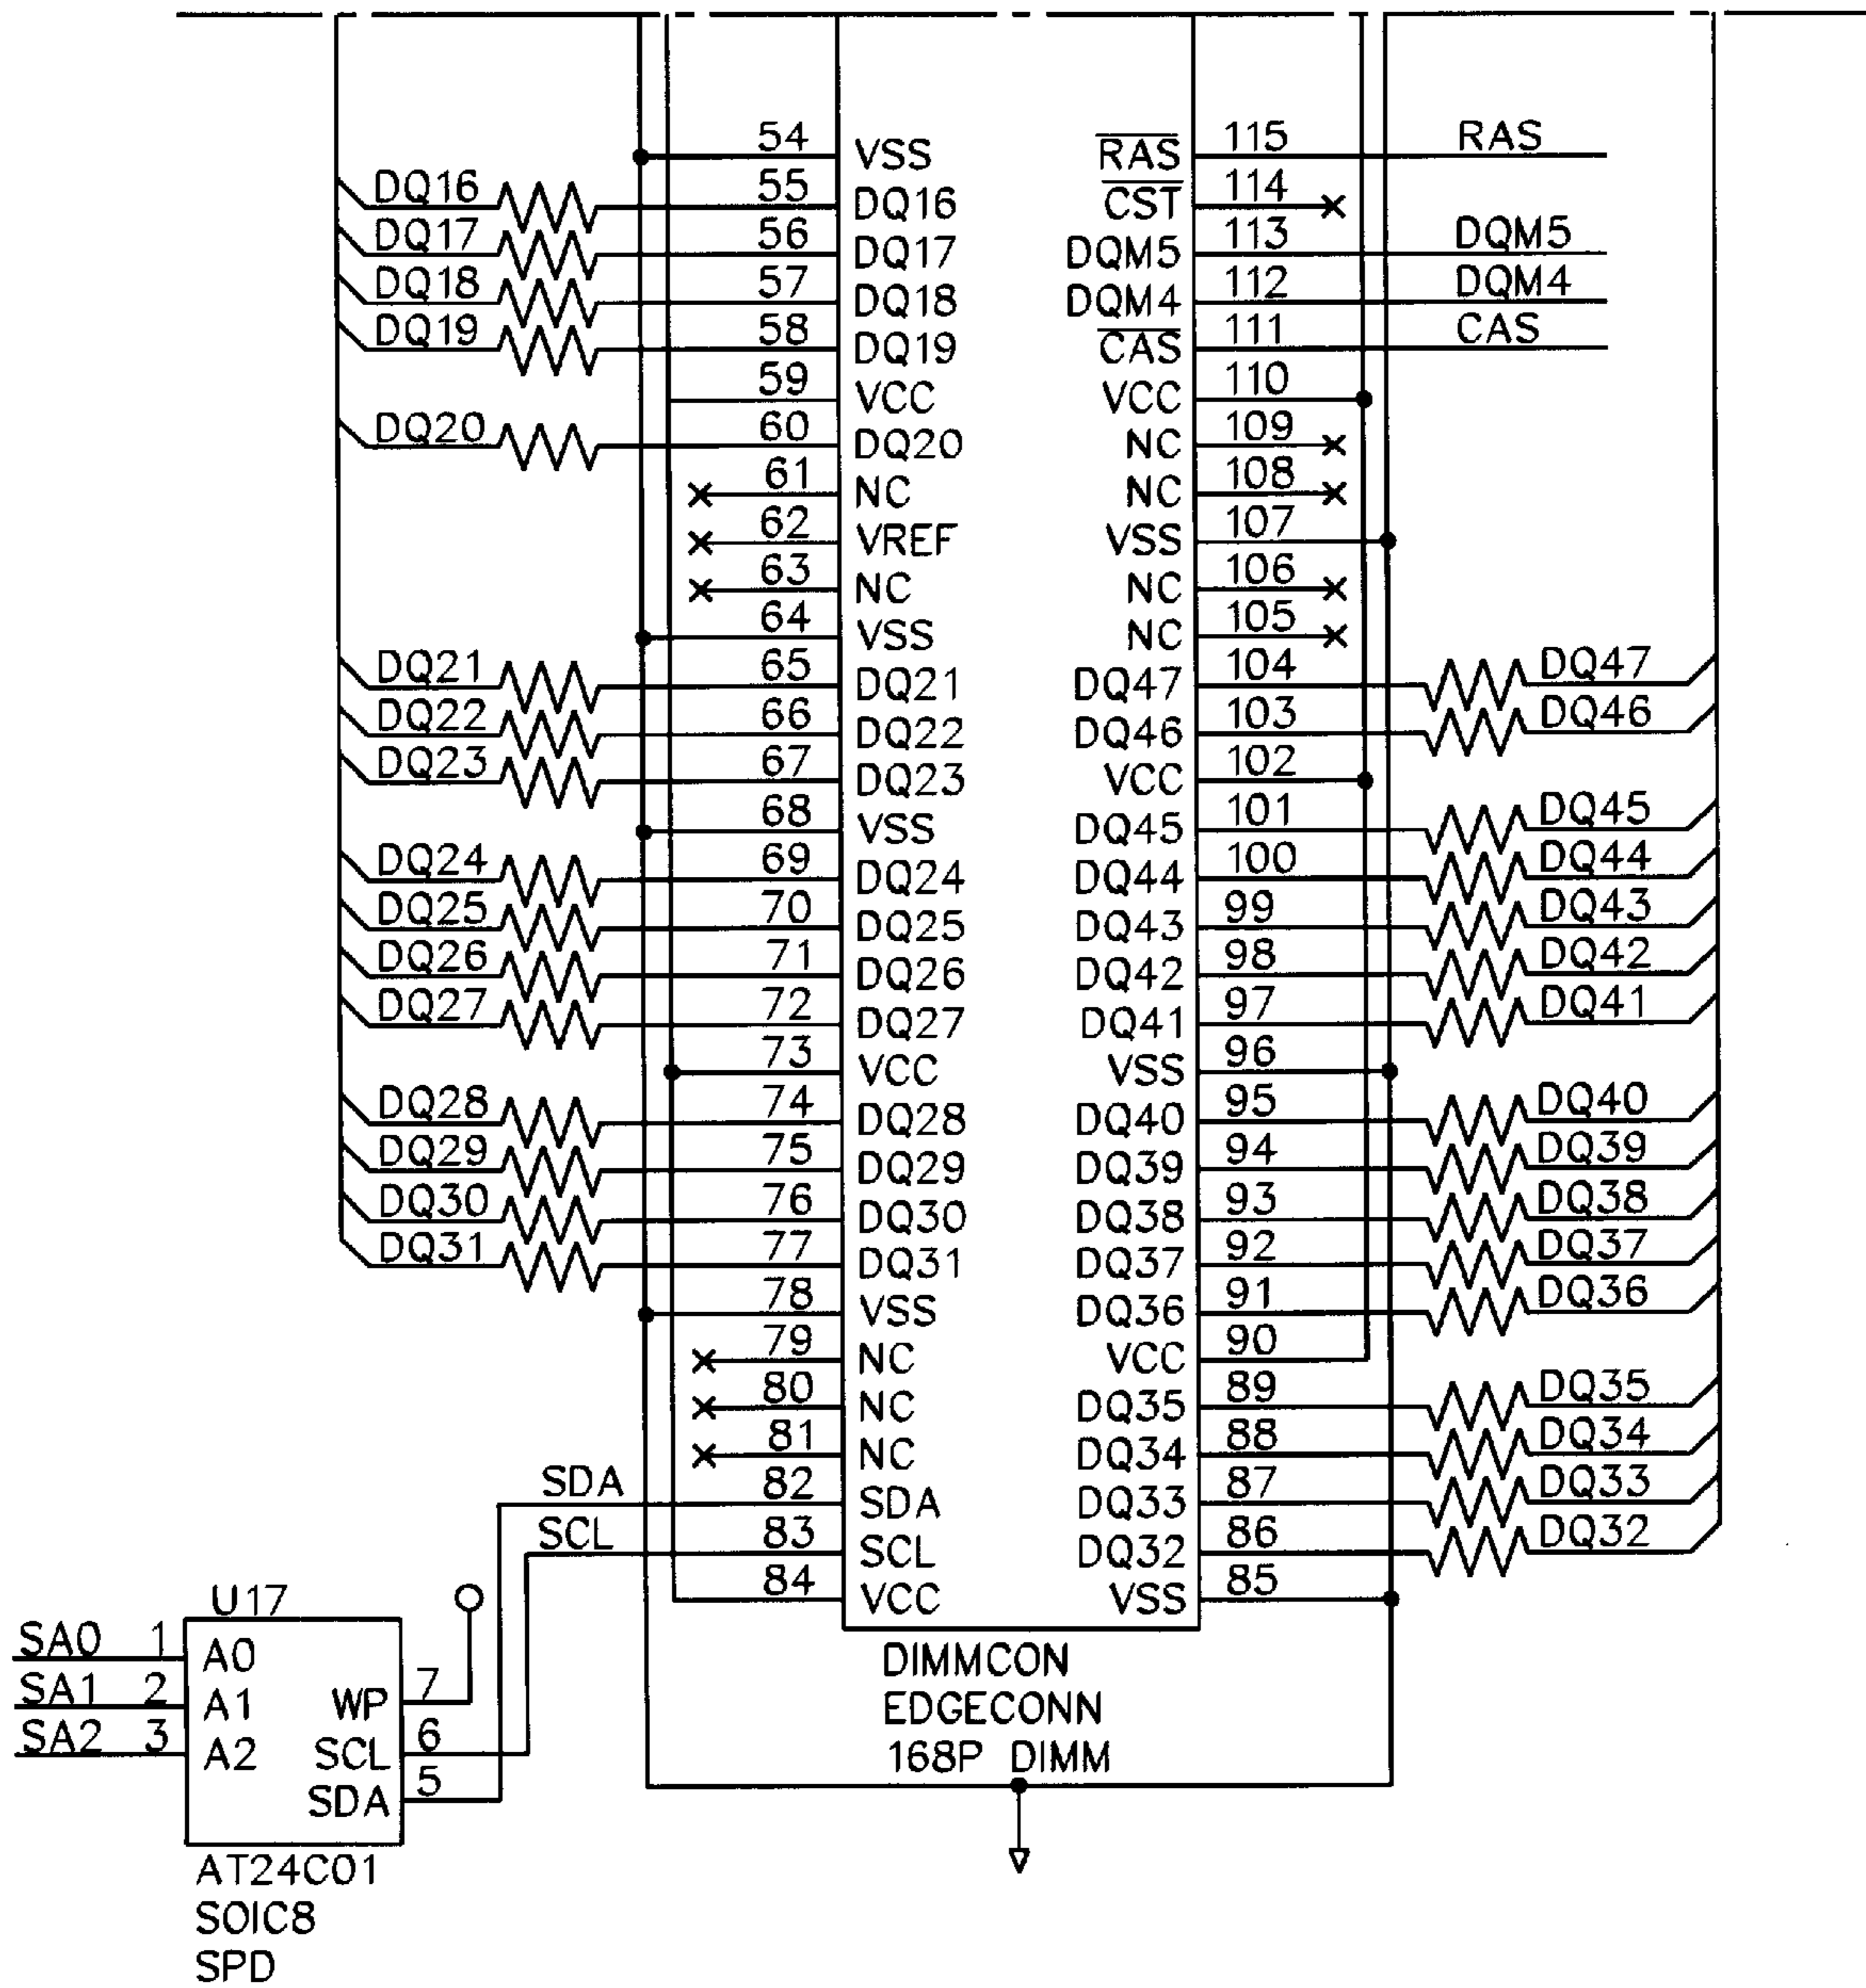 54 VSS RAS 115 RAS
DQ16 55 DQ16 CST 114
DQ17 56 DQ17 DQM5 113 DQM5
DQ18 57 DQ18 DQM4 112 DQM4
DQ19 58 DQ19 CAS 111 CAS
59 VCC VCC 110
DQ20 60 DQ20 NC 109
61 NC NC 108
62 VREF VSS 107
63 NC NC 106
64 VSS NC 105
DQ21 65 DQ21 DQ47 104 DQ47
DQ22 66 DQ22 DQ46 103 DQ46
DQ23 67 DQ23 VCC 102
68 VSS DQ45 101 DQ45
DQ24 69 DQ24 DQ44 100 DQ44
DQ25 70 DQ25 DQ43 99 DQ43
DQ26 71 DQ26 DQ42 98 DQ42
DQ27 72 DQ27 DQ41 97 DQ41
73 VCC VSS 96
DQ28 74 DQ28 DQ40 95 DQ40
DQ29 75 DQ29 DQ39 94 DQ39
DQ30 76 DQ30 DQ38 93 DQ38
DQ31 77 DQ31 DQ37 92 DQ37
78 VSS DQ36 91 DQ36
79 NC VCC 90
80 NC DQ35 89 DQ35
81 NC DQ34 88 DQ34
SDA 82 SDA DQ33 87 DQ33
SCL 83 SCL DQ32 86 DQ32
84 VCC VSS 85
DIMMCON
EDGECONN
168P DIMM
U17
SA0 1 A0
SA1 2 A1 WP 7
SA2 3 A2 SCL 6
SDA 5
AT24C01
SOIC8
SPD